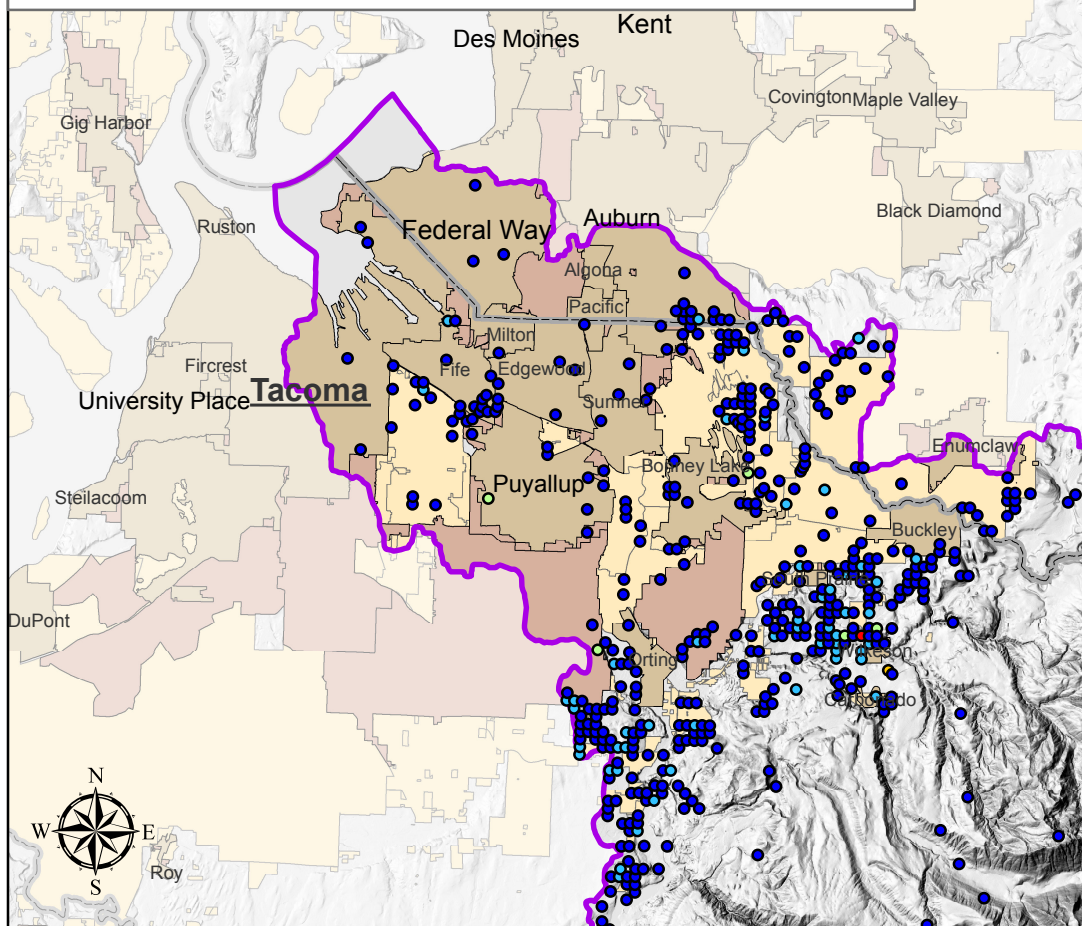 Kent
Des Moines
Covington
Maple Valley
Gig Harbor
Black Diamond
Auburn
Ruston
Federal Way
Algona
Pacific
Milton
Fircrest
Fife
Edgewood
University Place
Tacoma
Sumner
Enumclaw
Bonney Lake
Puyallup
Steilacoom
Buckley
South Prairie
DuPont
Wilkeson
Orting
Carbonado
N
W
E
S
Roy